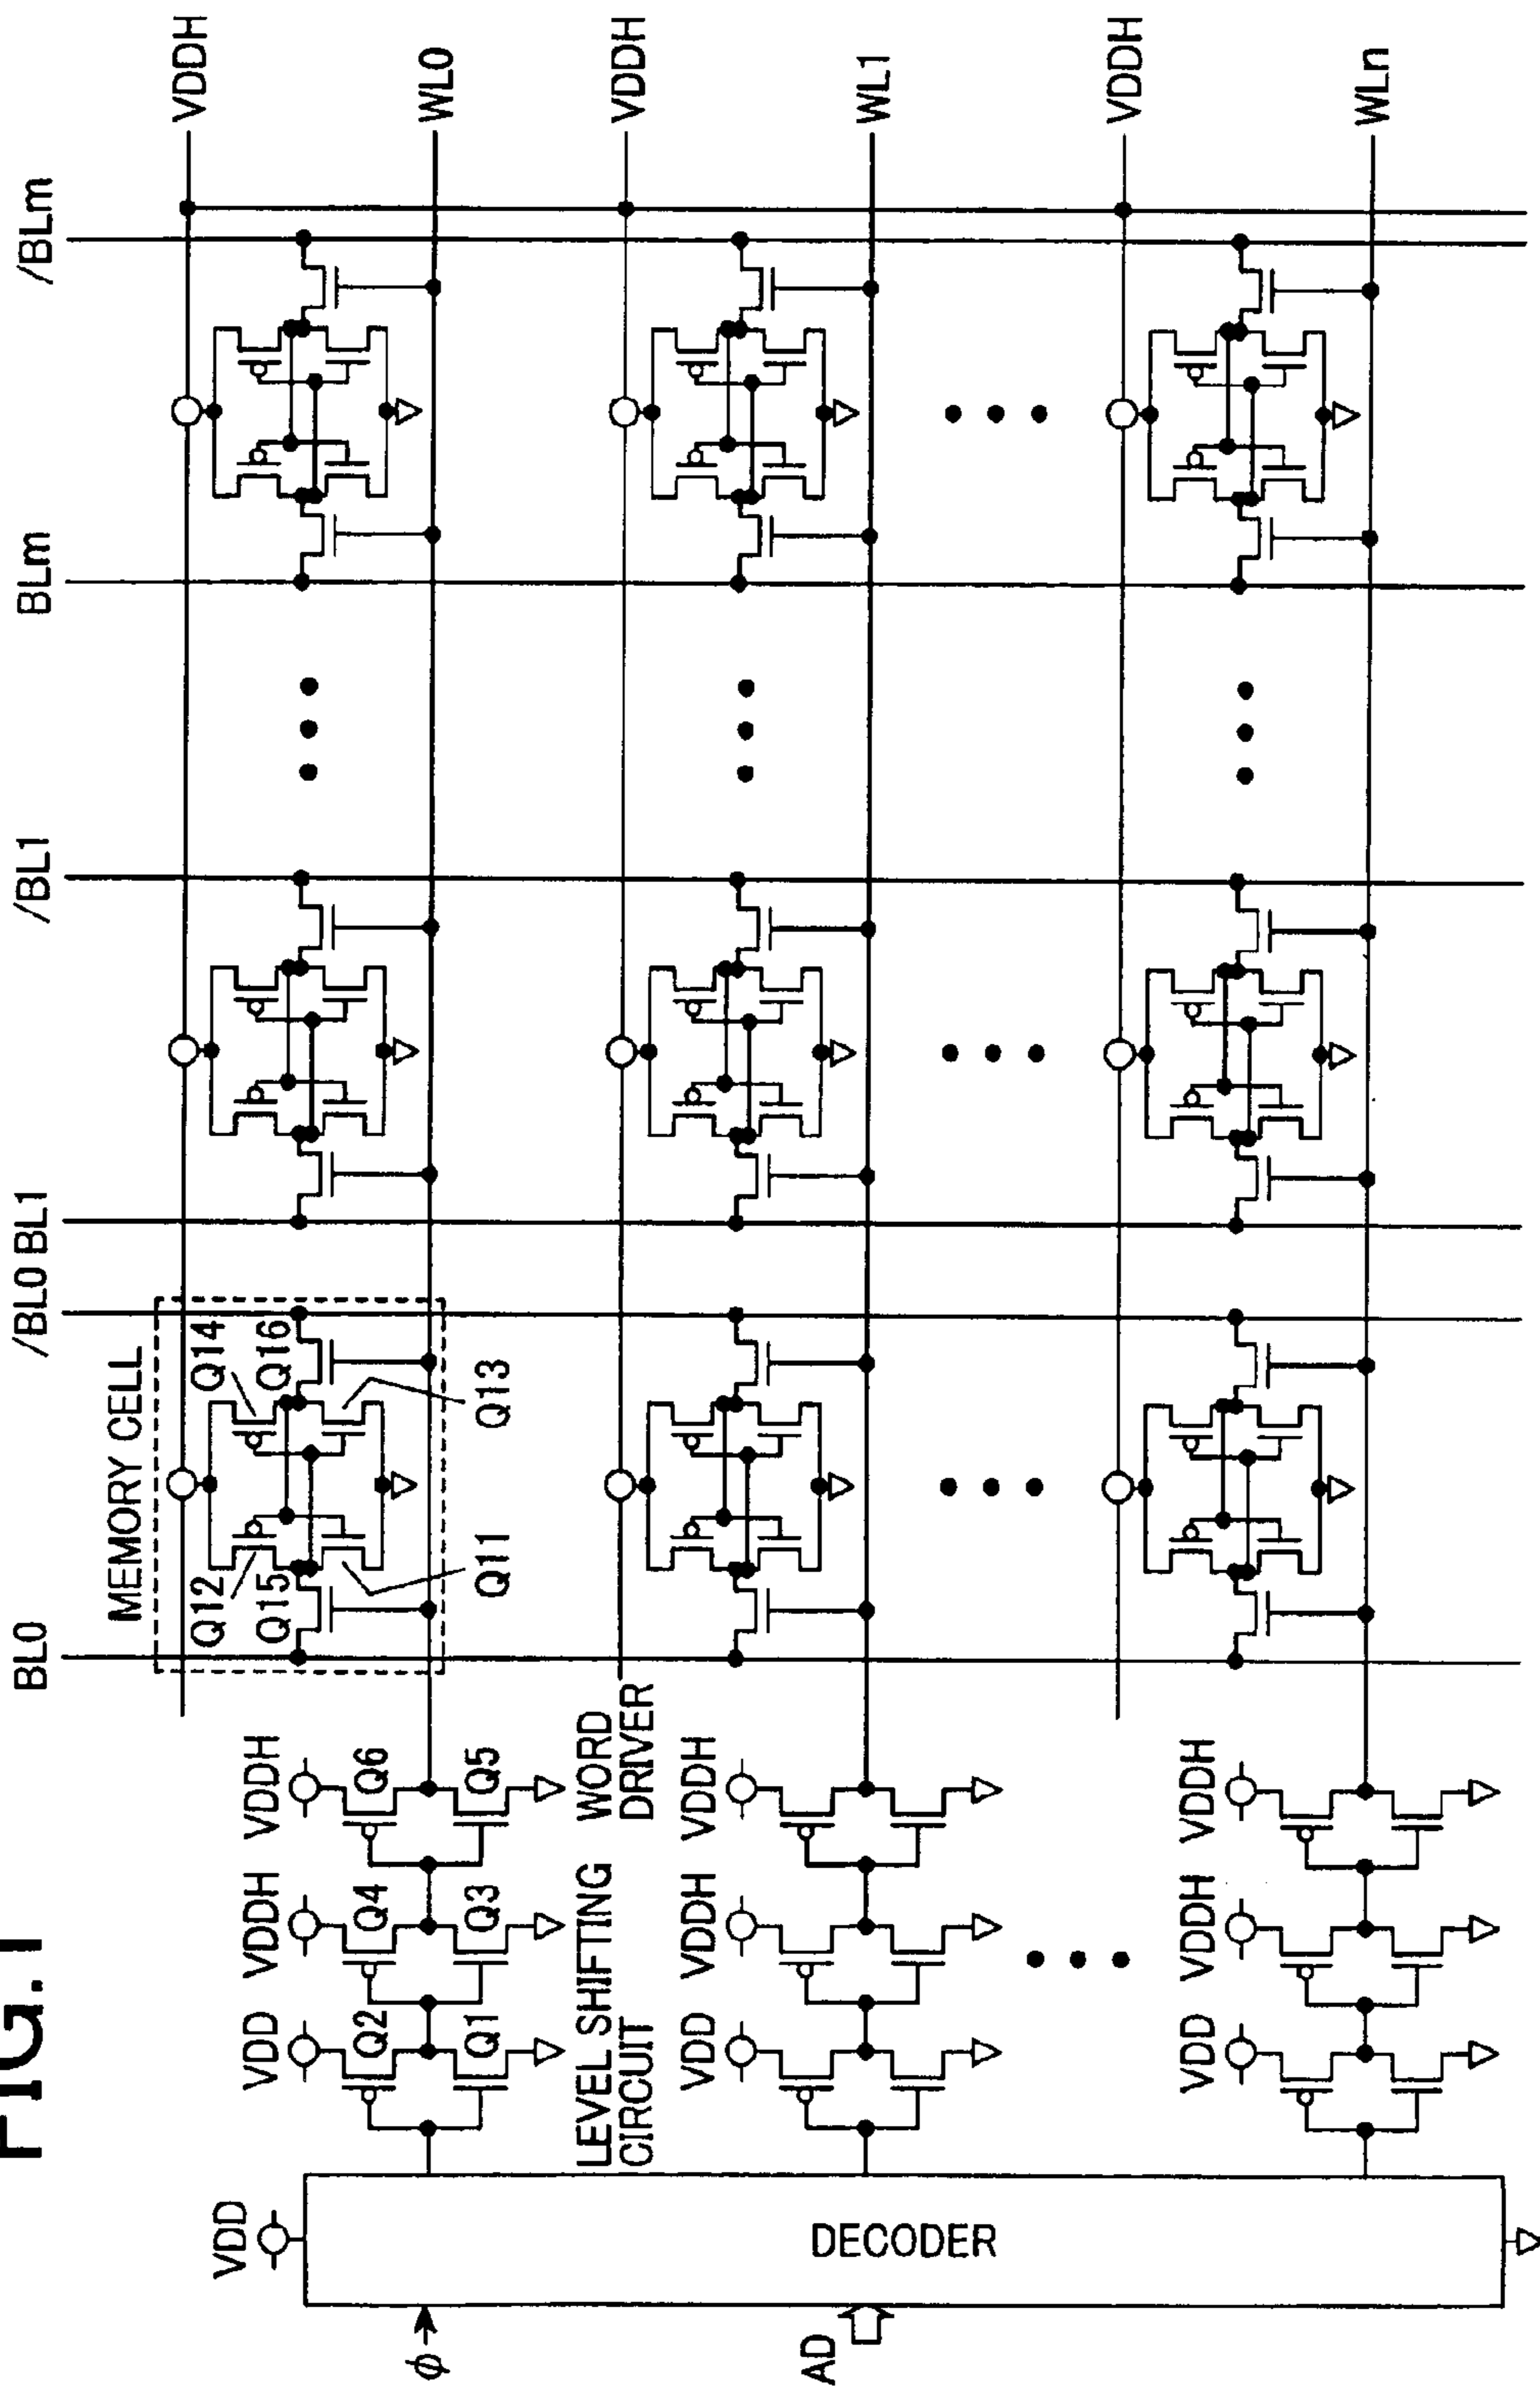 FIG.1
BL0
/BL0
BL1
/BL1
BLm
/BLm
MEMORY CELL
VDD
VDD
VDDH
VDDH
Q12
Q14
VDDH
Q2
Q4
Q6
Q15
Q16
ϕ
Q1
Q3
Q5
Q11
Q13
WL0
LEVEL SHIFTING
CIRCUIT
WORD
DRIVER
VDD
VDDH
VDDH
VDDH
AD
DECODER
WL1
VDD
VDDH
VDDH
VDDH
WLn